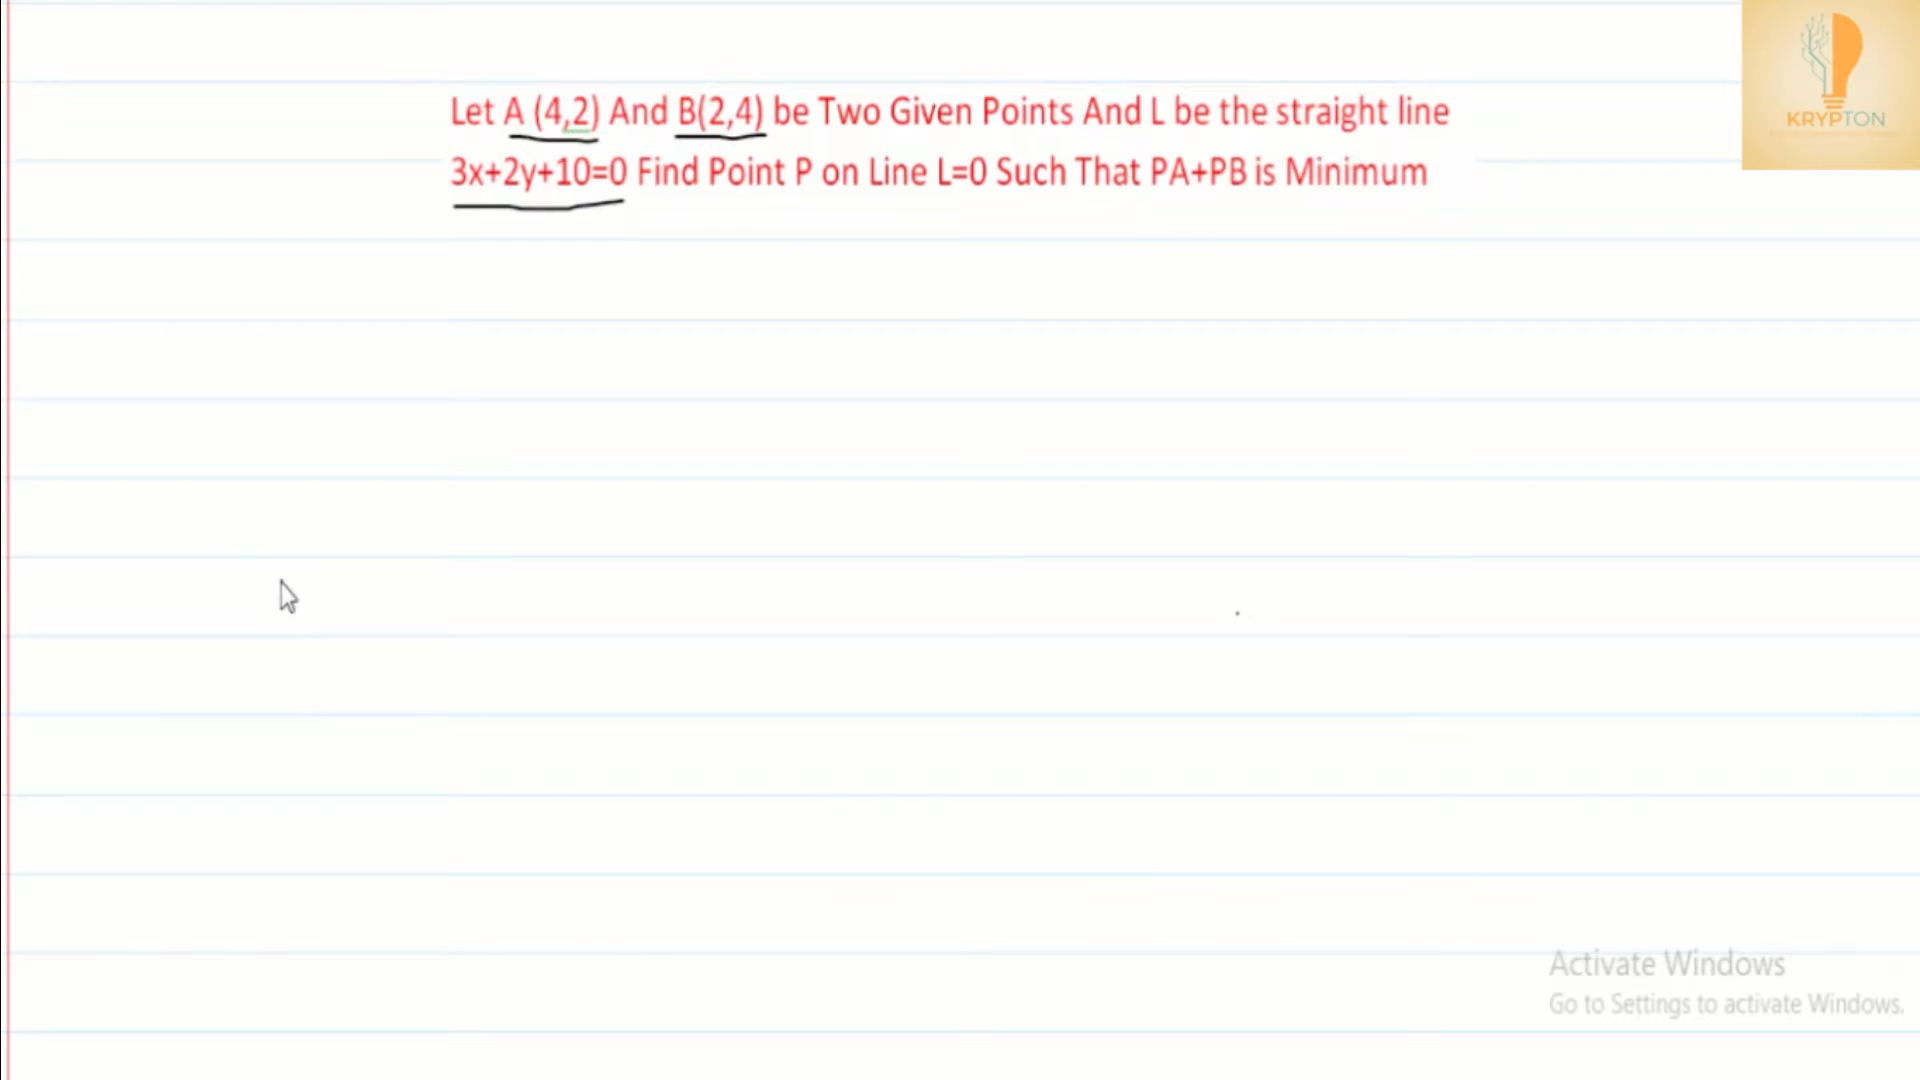 Let A (4,2) And B(2,4) be Two Given Points And L be the straight line
3x+2y+10=0 Find Point P on Line L=0 Such That PA+PB is Minimum
KRYPTON
Activate Windows
Go to Settings to activate Windows.